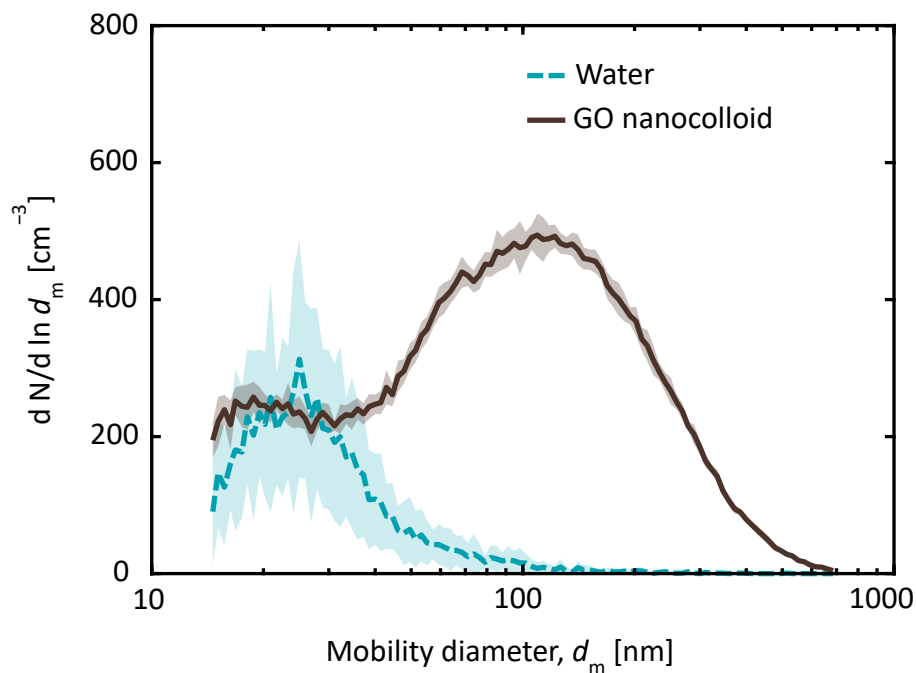 800
600
400
200
0
10
100
1000
Water
GO nanocolloid
d N/d ln dₘ [cm⁻³]
Mobility diameter, dₘ [nm]